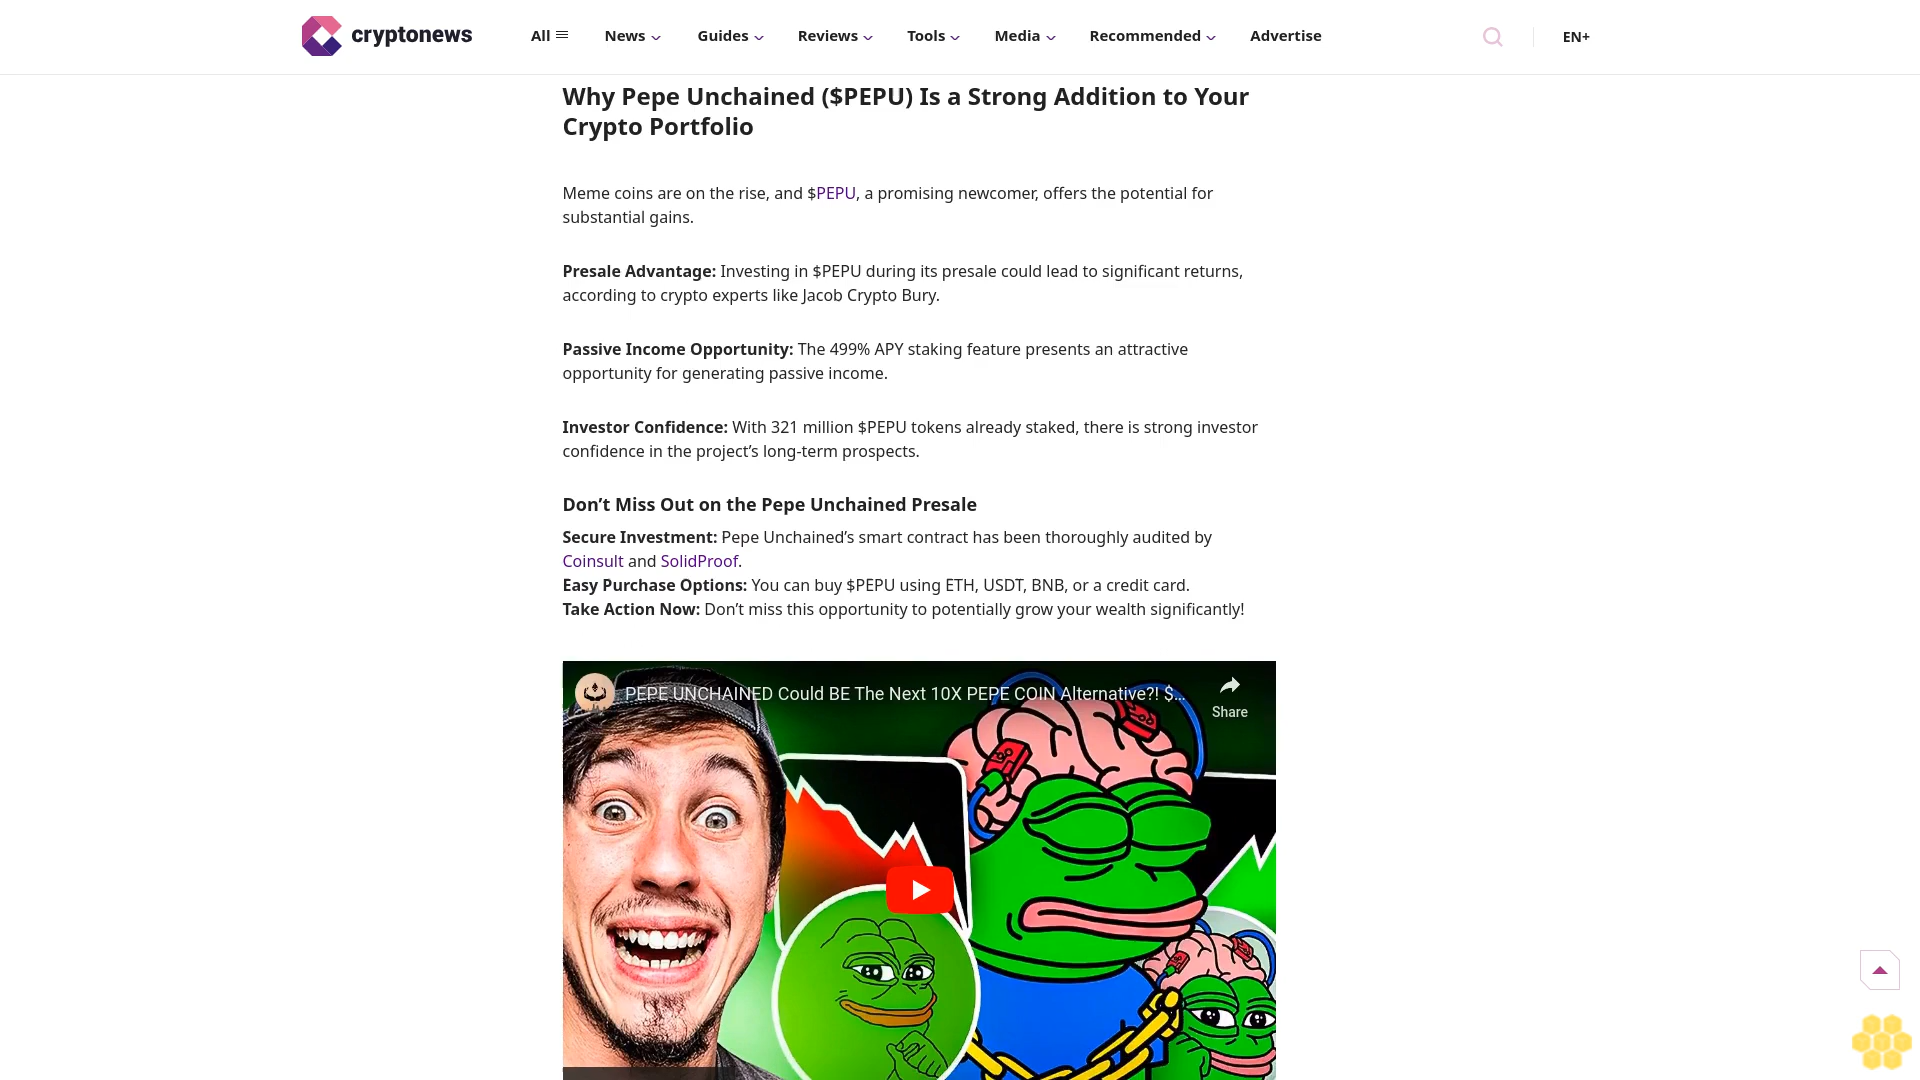 cryptonews
All
News
Guides
Reviews
Tools
Media
Recommended
Advertise
EN+
Why Pepe Unchained ($PEPU) Is a Strong Addition to Your
Crypto Portfolio
Meme coins are on the rise, and $PEPU, a promising newcomer, offers the potential for
substantial gains.
Presale Advantage: Investing in $PEPU during its presale could lead to significant returns,
according to crypto experts like Jacob Crypto Bury.
Passive Income Opportunity: The 499% APY staking feature presents an attractive
opportunity for generating passive income.
Investor Confidence: With 321 million $PEPU tokens already staked, there is strong investor
confidence in the project’s long-term prospects.
Don’t Miss Out on the Pepe Unchained Presale
Secure Investment: Pepe Unchained’s smart contract has been thoroughly audited by
Coinsult and SolidProof.
Easy Purchase Options: You can buy $PEPU using ETH, USDT, BNB, or a credit card.
Take Action Now: Don’t miss this opportunity to potentially grow your wealth significantly!
PEPE UNCHAINED Could BE The Next 10X PEPE COIN Alternative?! $...
Share